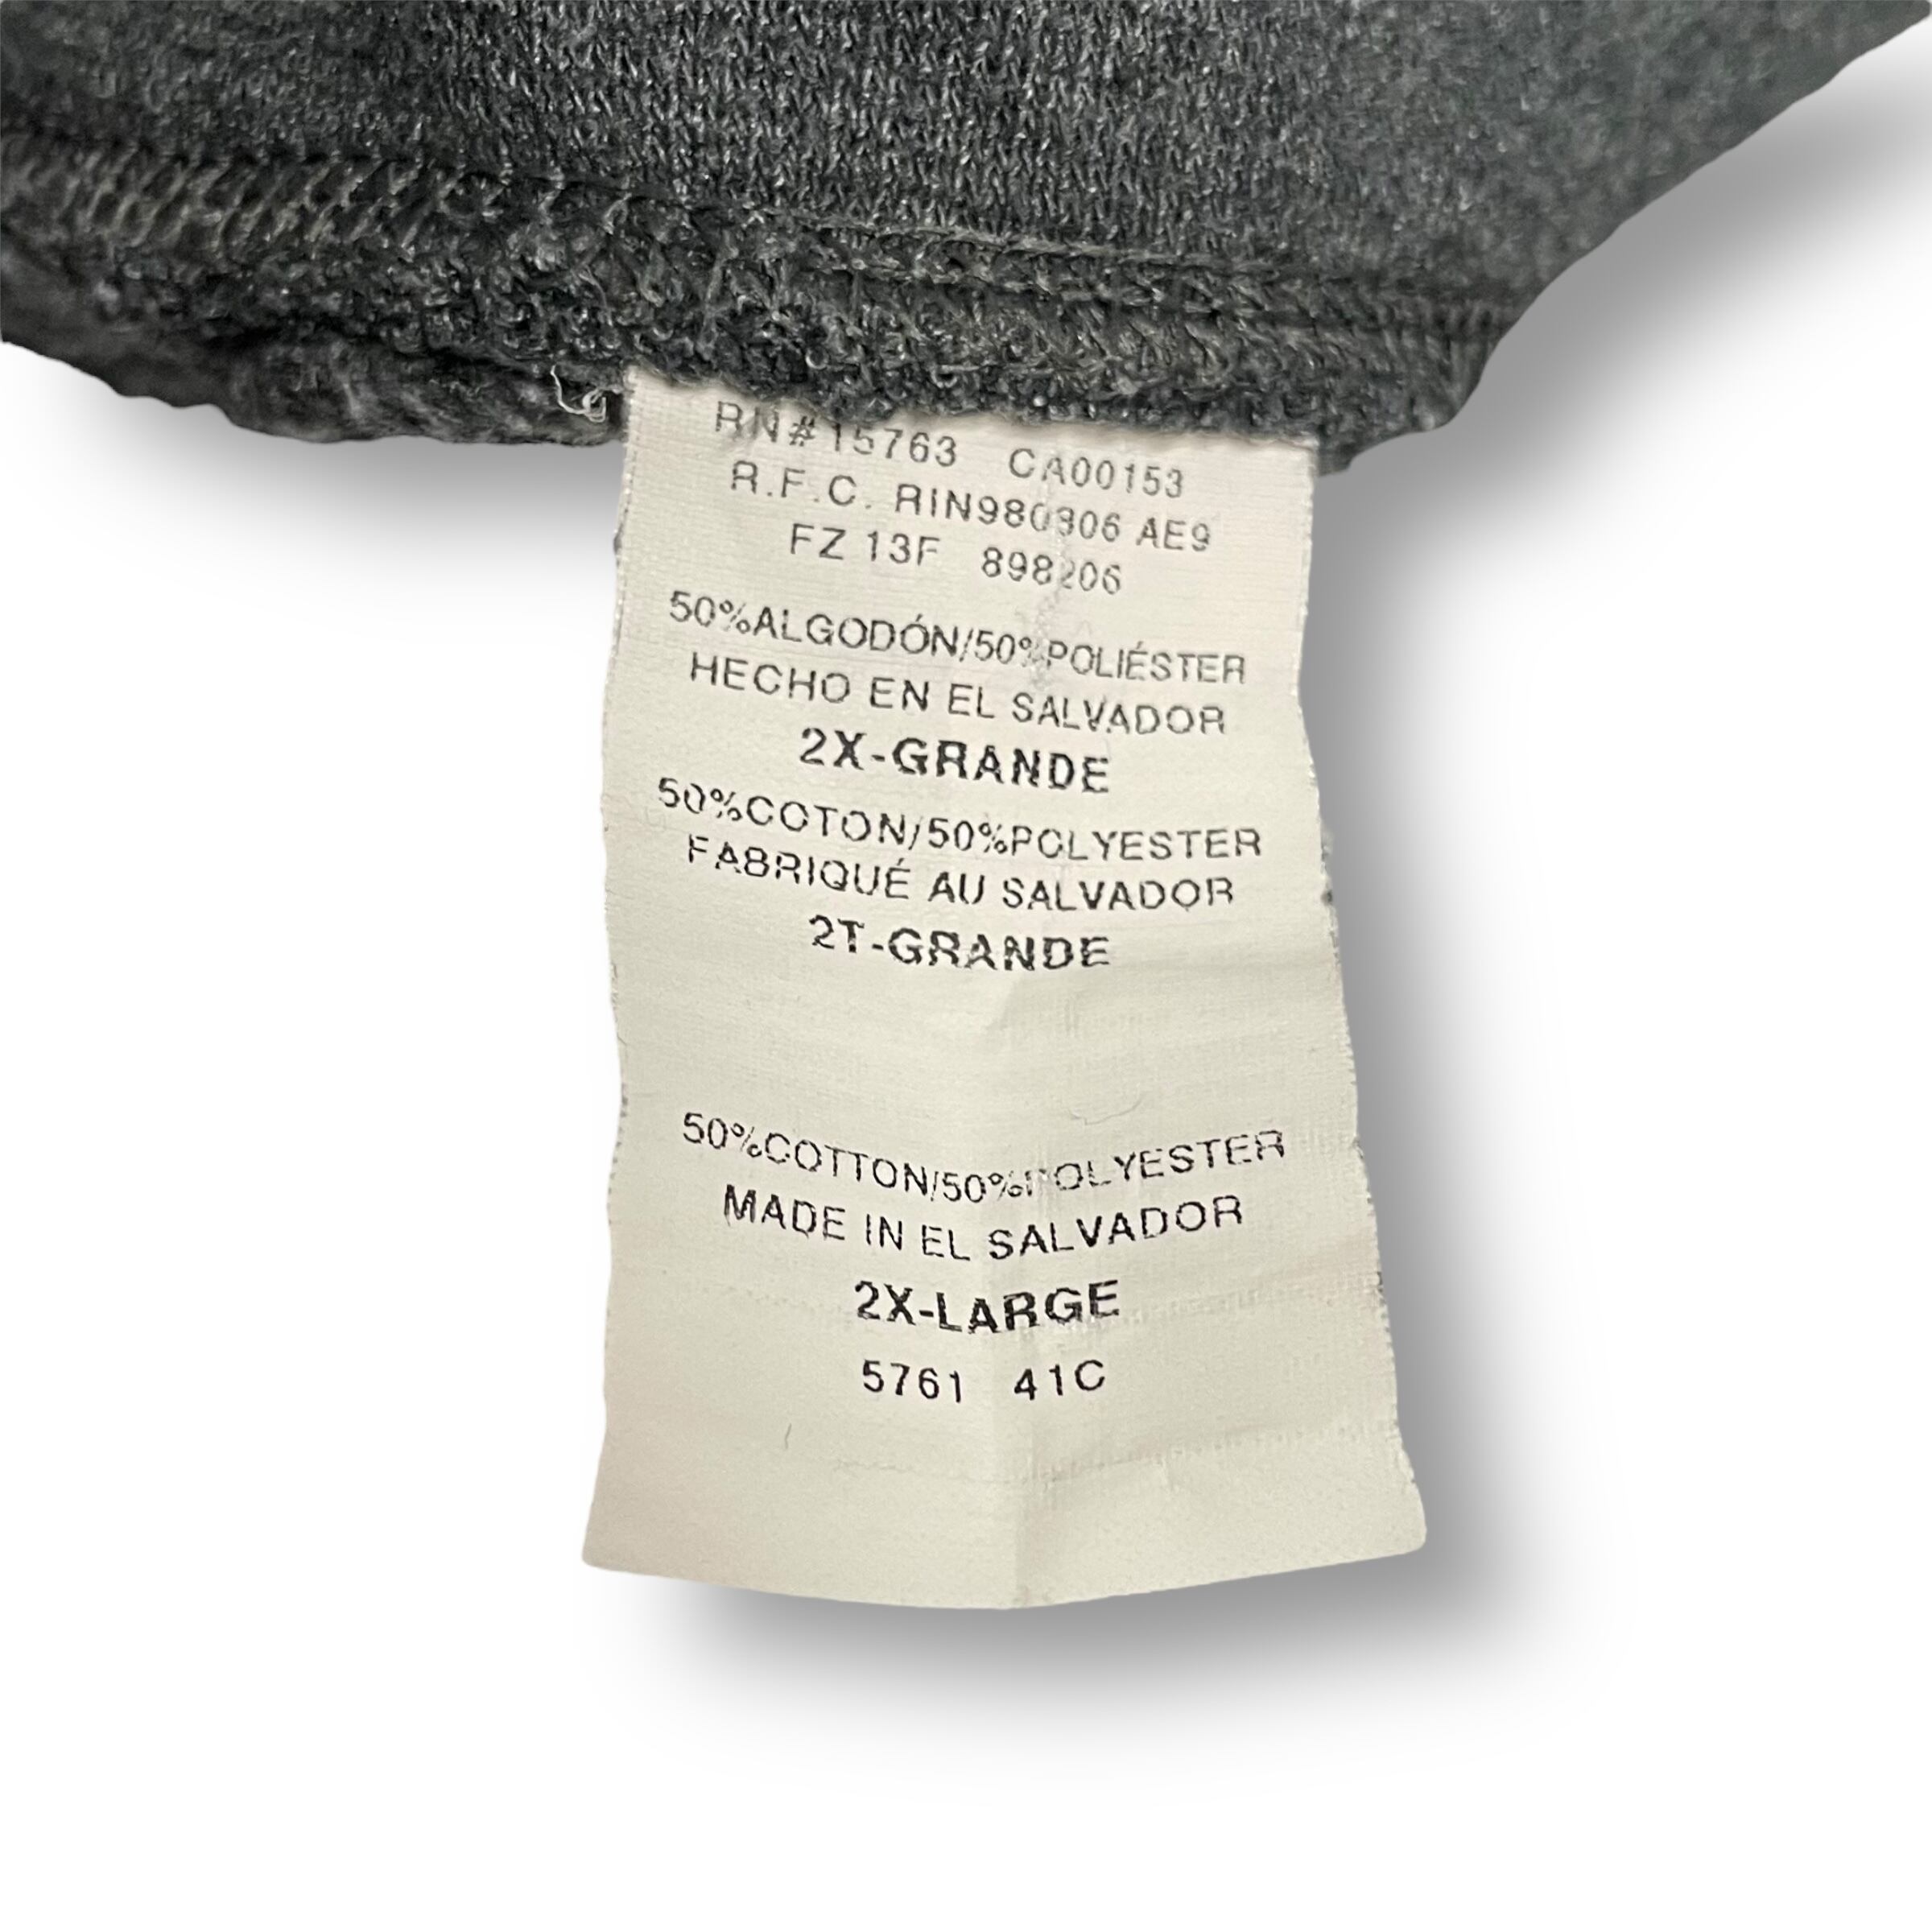 RN#15763 CA00153
R.F.C. RIN980306 AE9
FZ 13F 898206
50%ALGODÓN/50%POLIÉSTER
HECHO EN EL SALVADOR
2X-GRANDE
50%COTON/50%POLYESTER
FABRIQUÉ AU SALVADOR
2T-GRANDE
50%COTTON/50%POLYESTER
MADE IN EL SALVADOR
2X-LARGE
5761 41C